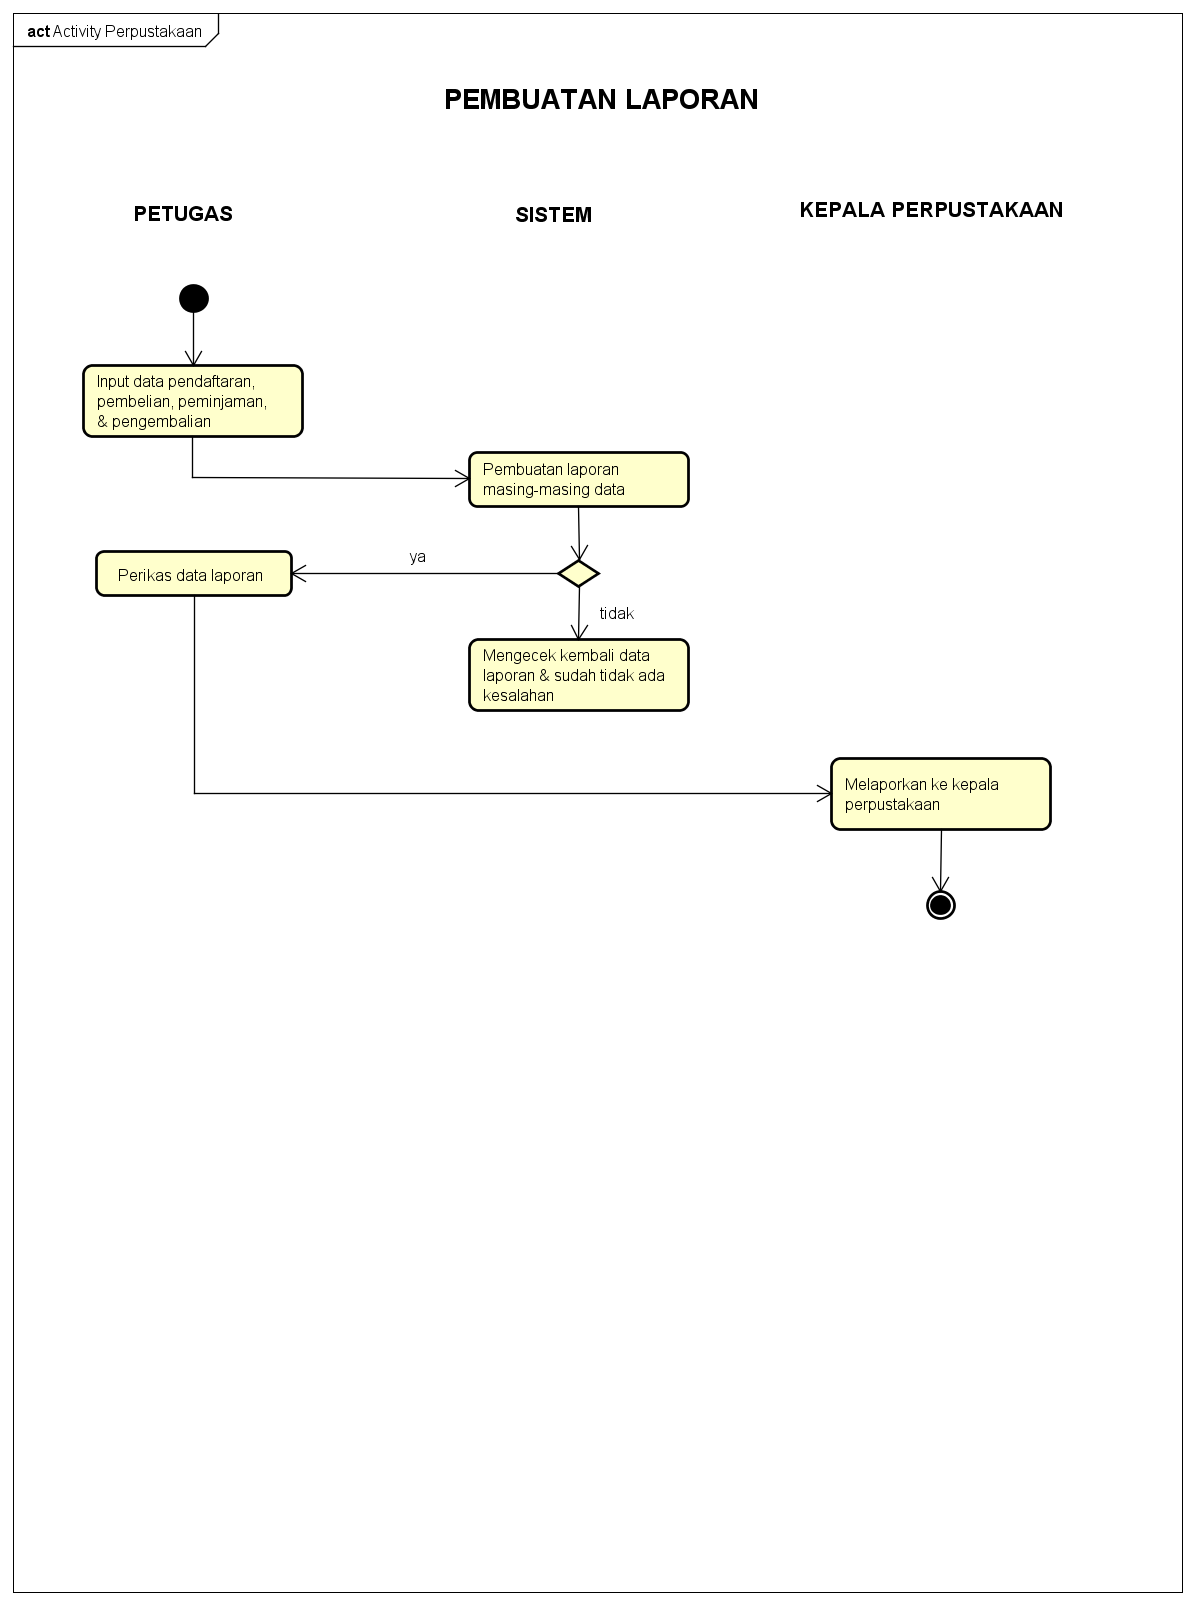 act Activity Perpustakaan
PEMBUATAN LAPORAN
PETUGAS
SISTEM
KEPALA PERPUSTAKAAN
Input data pendaftaran,
pembelian, peminjaman,
& pengembalian
Pembuatan laporan
masing-masing data
ya
Perikas data laporan
tidak
Mengecek kembali data
laporan & sudah tidak ada
kesalahan
Melaporkan ke kepala
perpustakaan